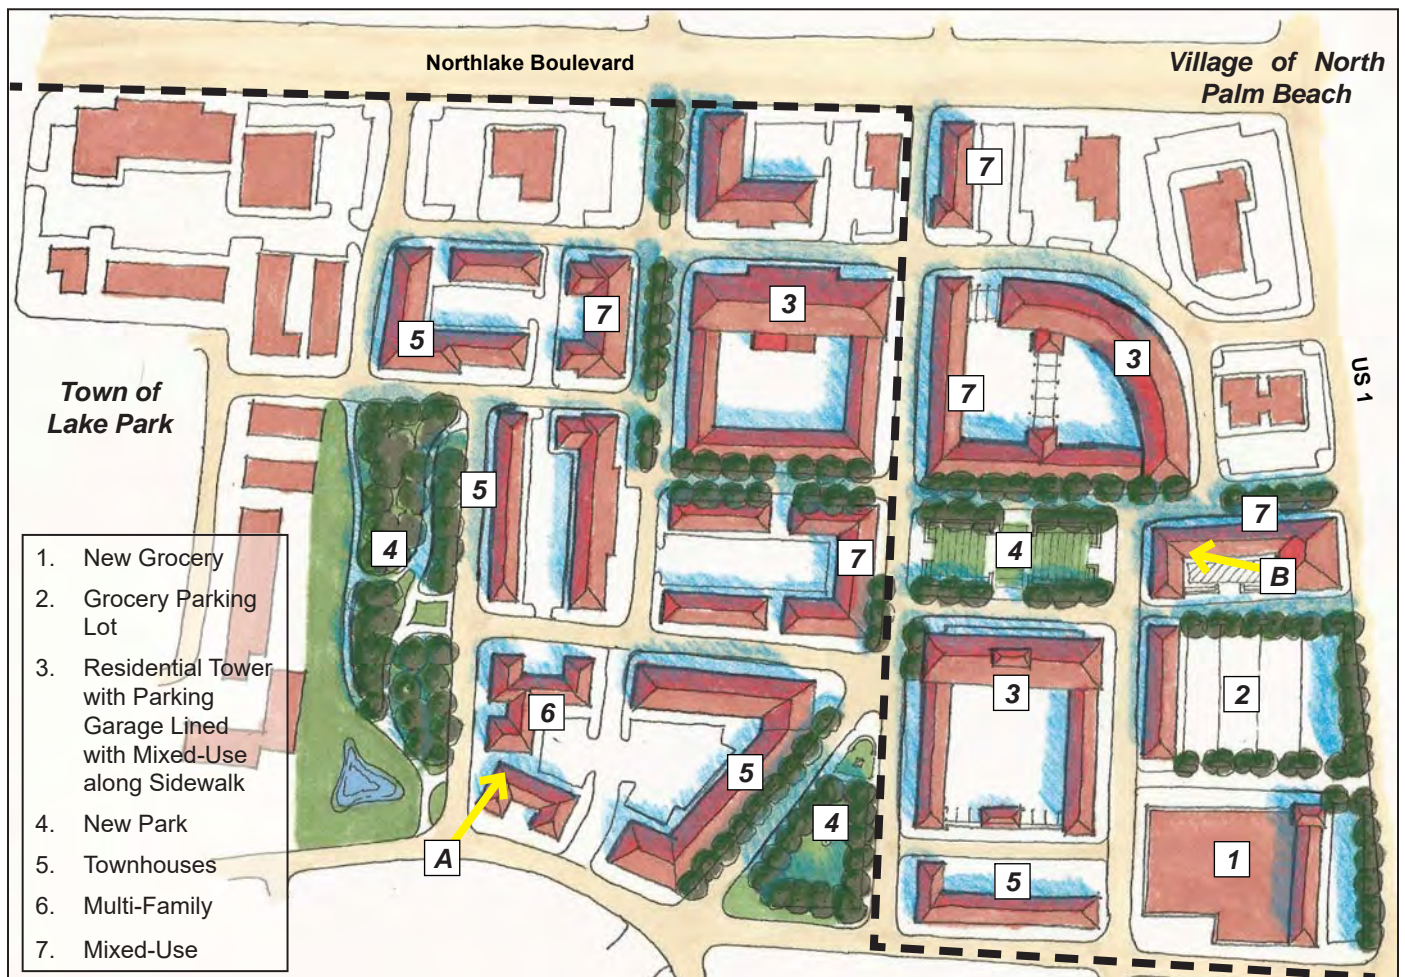 Northlake Boulevard
Village of North
Palm Beach
7
3
7
5
3
7
US 1
Town of
Lake Park
5
7
4
7
4
B
1. New Grocery
2. Grocery Parking
Lot
3. Residential Tower
with Parking
Garage Lined
with Mixed-Use
along Sidewalk
4. New Park
5. Townhouses
6. Multi-Family
7. Mixed-Use
3
2
6
5
4
A
1
5